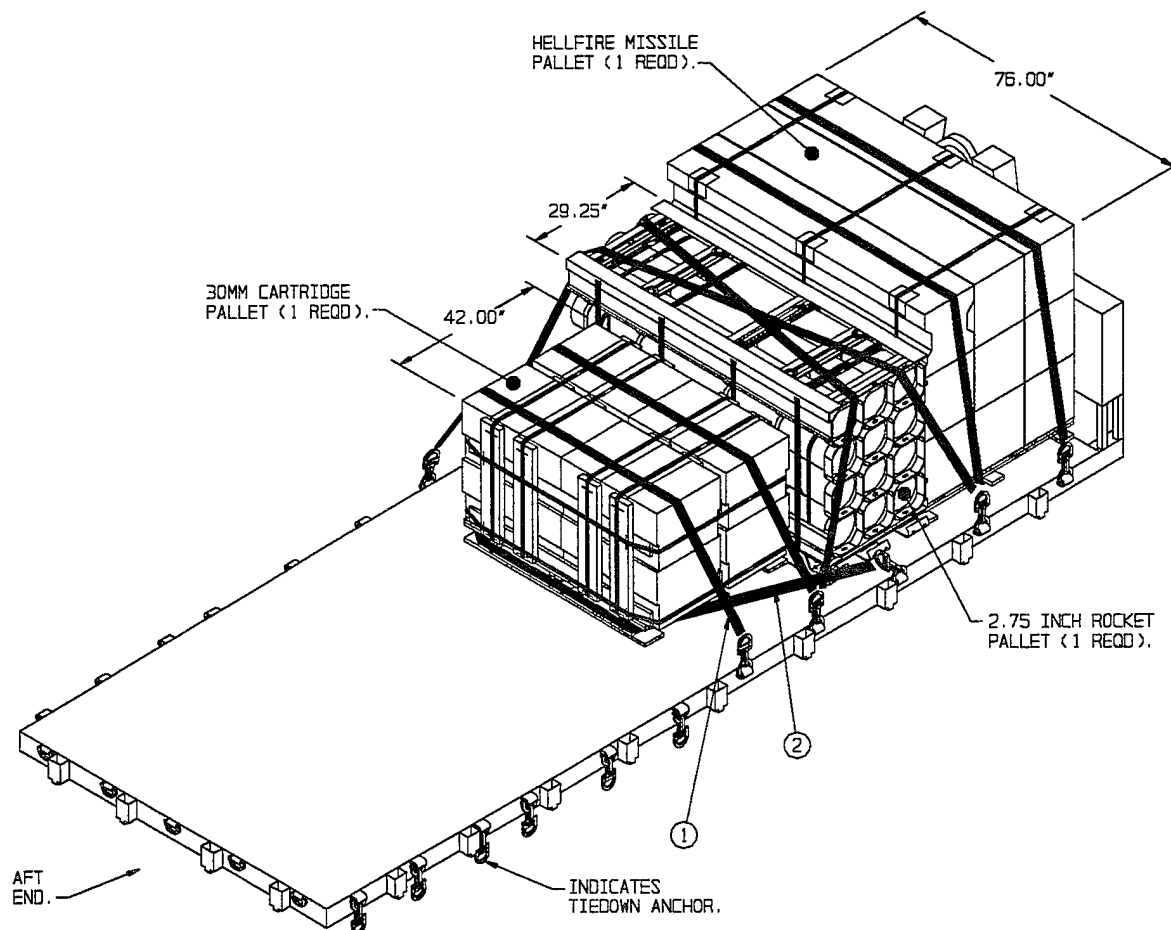 HELLFIRE MISSILE
PALLET (1 REQD).
76.00"
29.25"
30MM CARTRIDGE
PALLET (1 REQD).
42.00"
2.75 INCH ROCKET
PALLET (1 REQD).
2
1
AFT
END.
INDICATES
TIEDOWN ANCHOR.